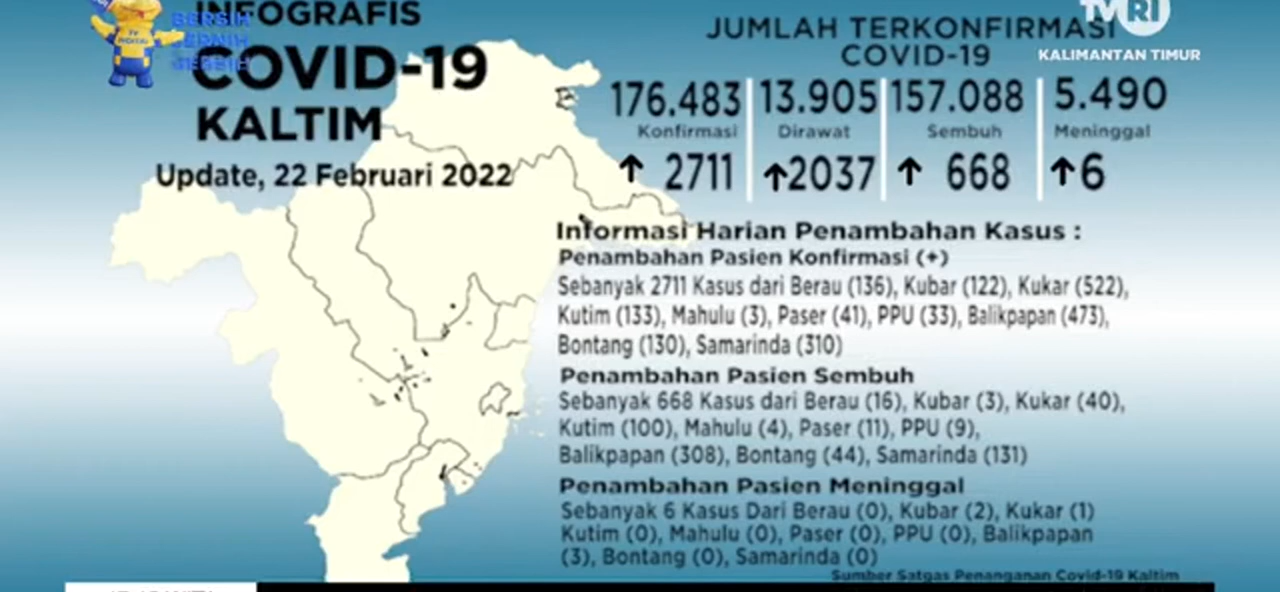 INFOGRAFIS
COVID-19
KALTIM
Update, 22 Februari 2022
BERSIH
JERNIH
TV
TVRI
KALIMANTAN TIMUR
JUMLAH TERKONFIRMASI
COVID-19
176.483 13.905 157.088 5.490
Konfirmasi Dirawat Sembuh Meninggal
↑ 2711 ↑2037 ↑ 668 ↑6
Informasi Harian Penambahan Kasus :
Penambahan Pasien Konfirmasi (+)
Sebanyak 2711 Kasus dari Berau (136), Kubar (122), Kukar (522),
Kutim (133), Mahulu (3), Paser (41), PPU (33), Balikpapan (473),
Bontang (130), Samarinda (310)
Penambahan Pasien Sembuh
Sebanyak 668 Kasus dari Berau (16), Kubar (3), Kukar (40),
Kutim (100), Mahulu (4), Paser (11), PPU (9),
Balikpapan (308), Bontang (44), Samarinda (131)
Penambahan Pasien Meninggal
Sebanyak 6 Kasus Dari Berau (0), Kubar (2), Kukar (1)
Kutim (0), Mahulu (0), Paser (0), PPU (0), Balikpapan
(3), Bontang (0), Samarinda (0)
Sumber Satgas Penanganan Covid-19 Kaltim